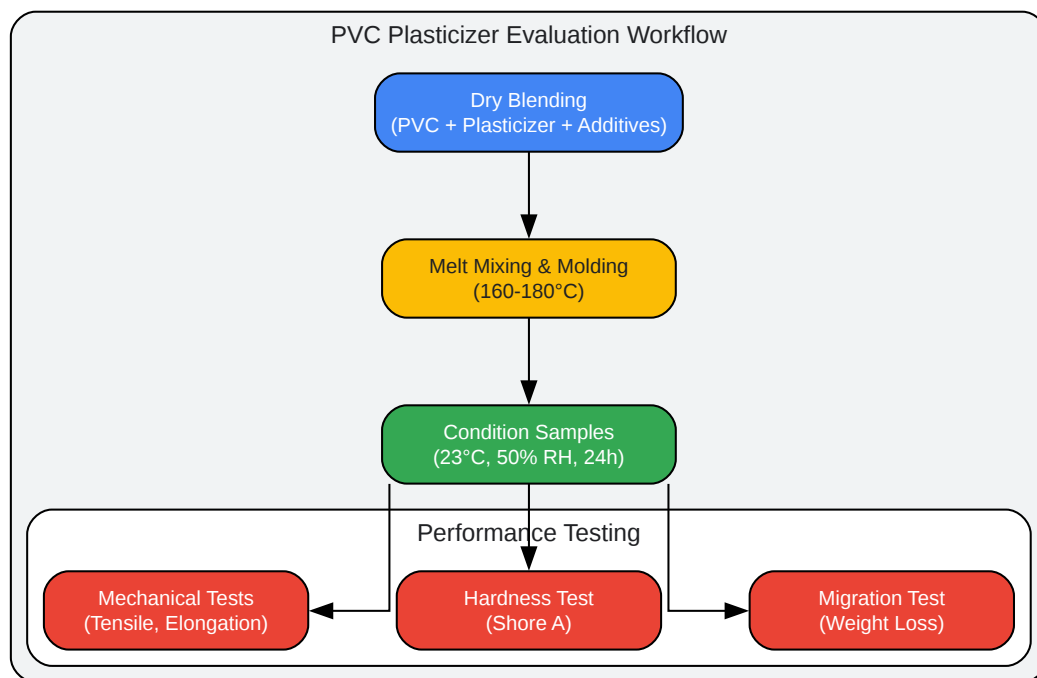 PVC Plasticizer Evaluation Workflow
Dry Blending
(PVC + Plasticizer + Additives)
Melt Mixing & Molding
(160-180°C)
Condition Samples
(23°C, 50% RH, 24h)
Performance Testing
Mechanical Tests
(Tensile, Elongation)
Hardness Test
(Shore A)
Migration Test
(Weight Loss)